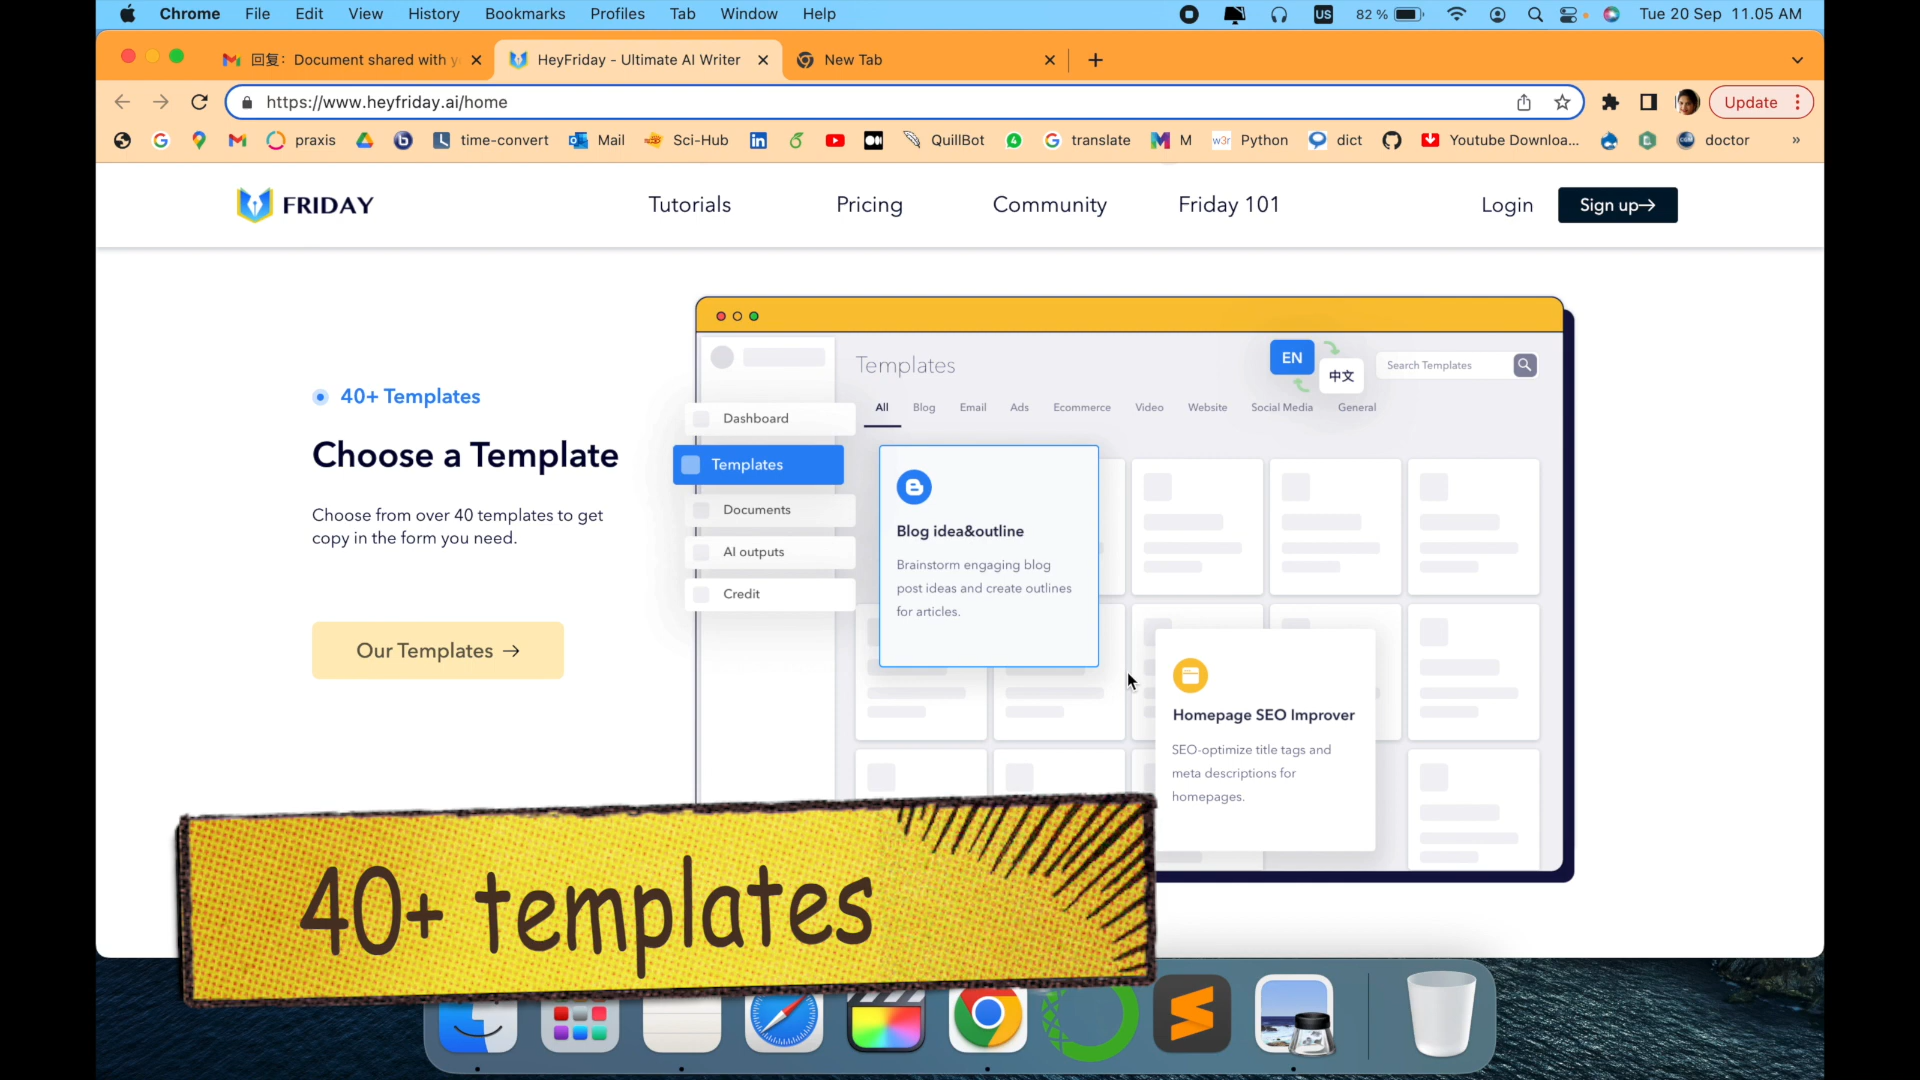 Chrome File Edit View History Bookmarks Profiles Tab Window Help US 82 % Tue 20 Sep 11.05 AM
回复: Document shared with y HeyFriday - Ultimate AI Writer New Tab
https://www.heyfriday.ai/home Update
praxis time-convert Mail Sci-Hub QuillBot translate M Python dict Youtube Downloa... doctor »
FRIDAY Tutorials Pricing Community Friday 101 Login Sign up→
40+ Templates
Choose a Template
Choose from over 40 templates to get
copy in the form you need.
Our Templates →
Templates EN 中文 Search Templates
All Blog Email Ads Ecommerce Video Website Social Media General
Dashboard
Templates
Documents
AI outputs
Credit
Blog idea&outline
Brainstorm engaging blog
post ideas and create outlines
for articles.
Homepage SEO Improver
SEO-optimize title tags and
meta descriptions for
homepages.
40+ templates